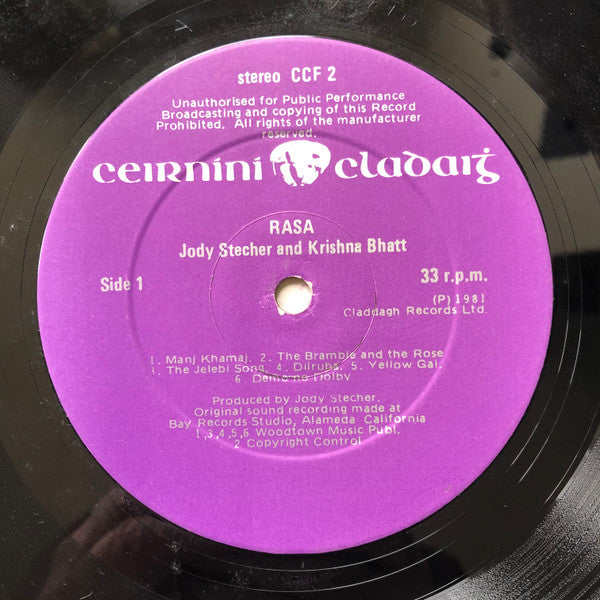 stereo CCF 2
Unauthorised for Public Performance
Broadcasting and copying of this Record
Prohibited. All rights of the manufacturer
reserved.
ceirníní cladaiġ
RASA
Jody Stecher and Krishna Bhatt
Side 1
33 r.p.m.
(P) 1981
Claddagh Records Ltd.
1. Manj Khamaj. 2. The Bramble and the Rose
The Jelebi Song. 4. Dilruba. 5. Yellow Gal.
6. Dolby
Produced by Jody Stecher.
Original sound recording made at
Bay Records Studio, Alameda, California
1,3,4,5,6 Woodtown Music Publ.
2 Copyright Control